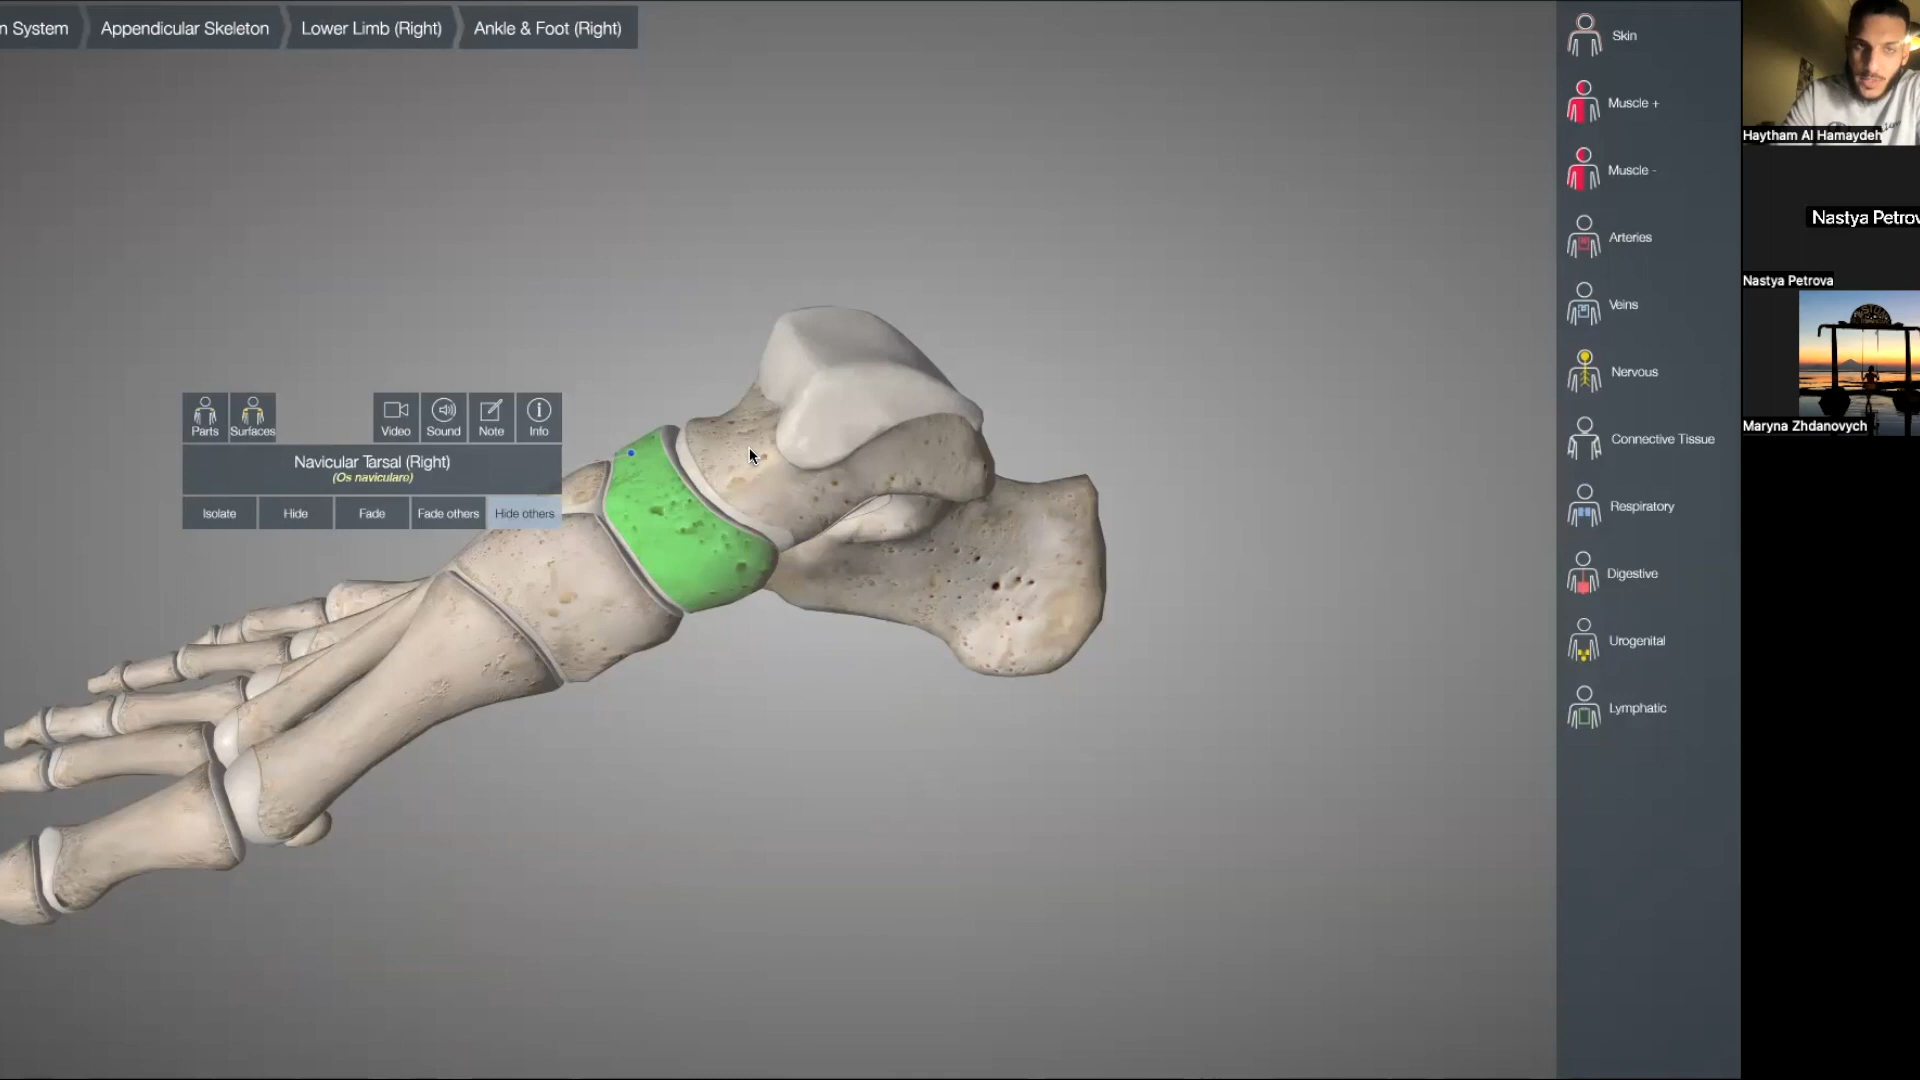 n System
Appendicular Skeleton
Lower Limb (Right)
Ankle & Foot (Right)
Parts
Surfaces
Video
Sound
Note
Info
Navicular Tarsal (Right)
(Os naviculare)
Isolate
Hide
Fade
Fade others
Hide others
Skin
Muscle +
Muscle -
Arteries
Veins
Nervous
Connective Tissue
Respiratory
Digestive
Urogenital
Lymphatic
Haytham Al Hamaydeh
Nastya Petrov
Nastya Petrova
Maryna Zhdanovych